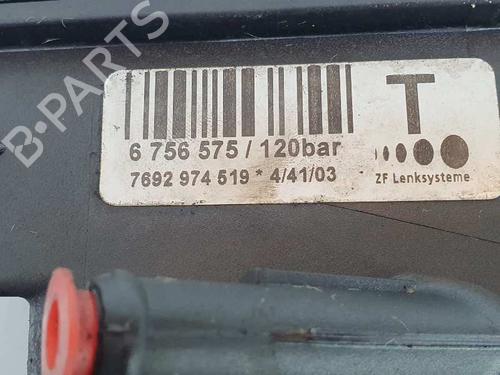 B-PARTS
T
6 756 575 / 120bar
7692 974 519 * 4/41/03
ZF Lenksysteme